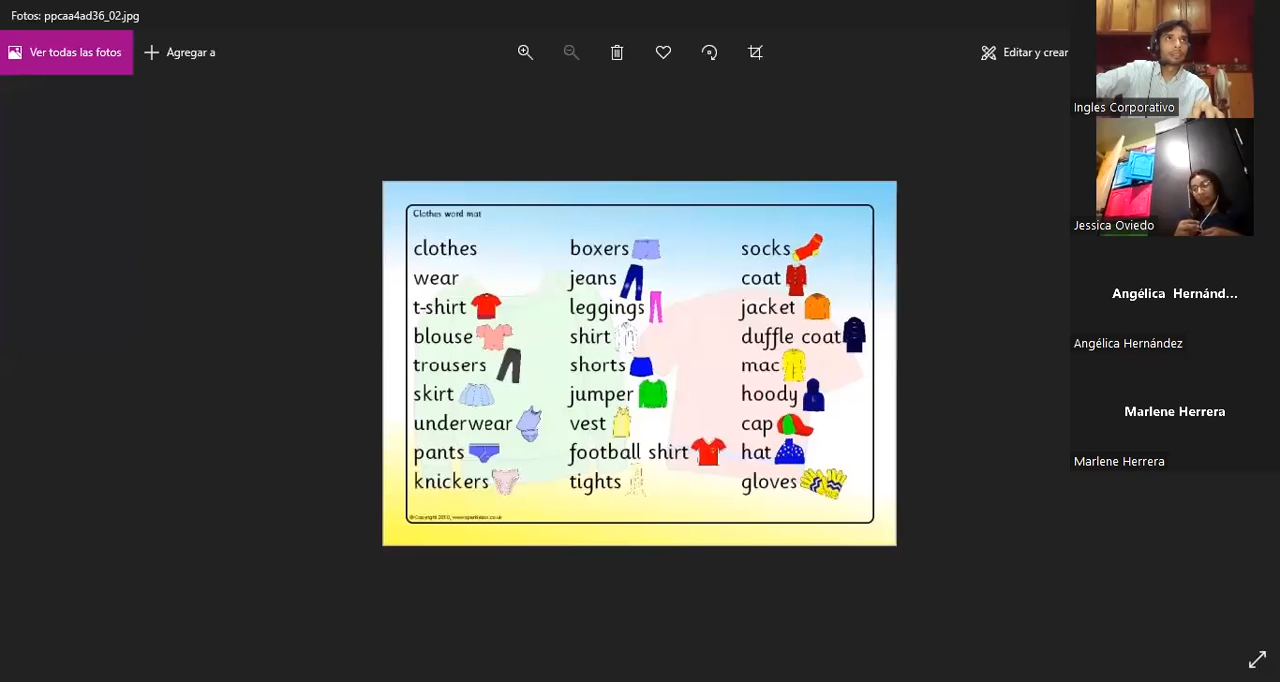 Fotos: ppcaa4ad36_02.jpg
Ver todas las fotos
Agregar a
Editar y crear
Clothes word mat
clothes
wear
t-shirt
blouse
trousers
skirt
underwear
pants
knickers
boxers
jeans
leggings
shirt
shorts
jumper
vest
football shirt
tights
socks
coat
jacket
duffle coat
mac
hoody
cap
hat
gloves
Ingles Corporativo
Jessica Oviedo
Angélica Hernánd...
Angélica Hernández
Marlene Herrera
Marlene Herrera